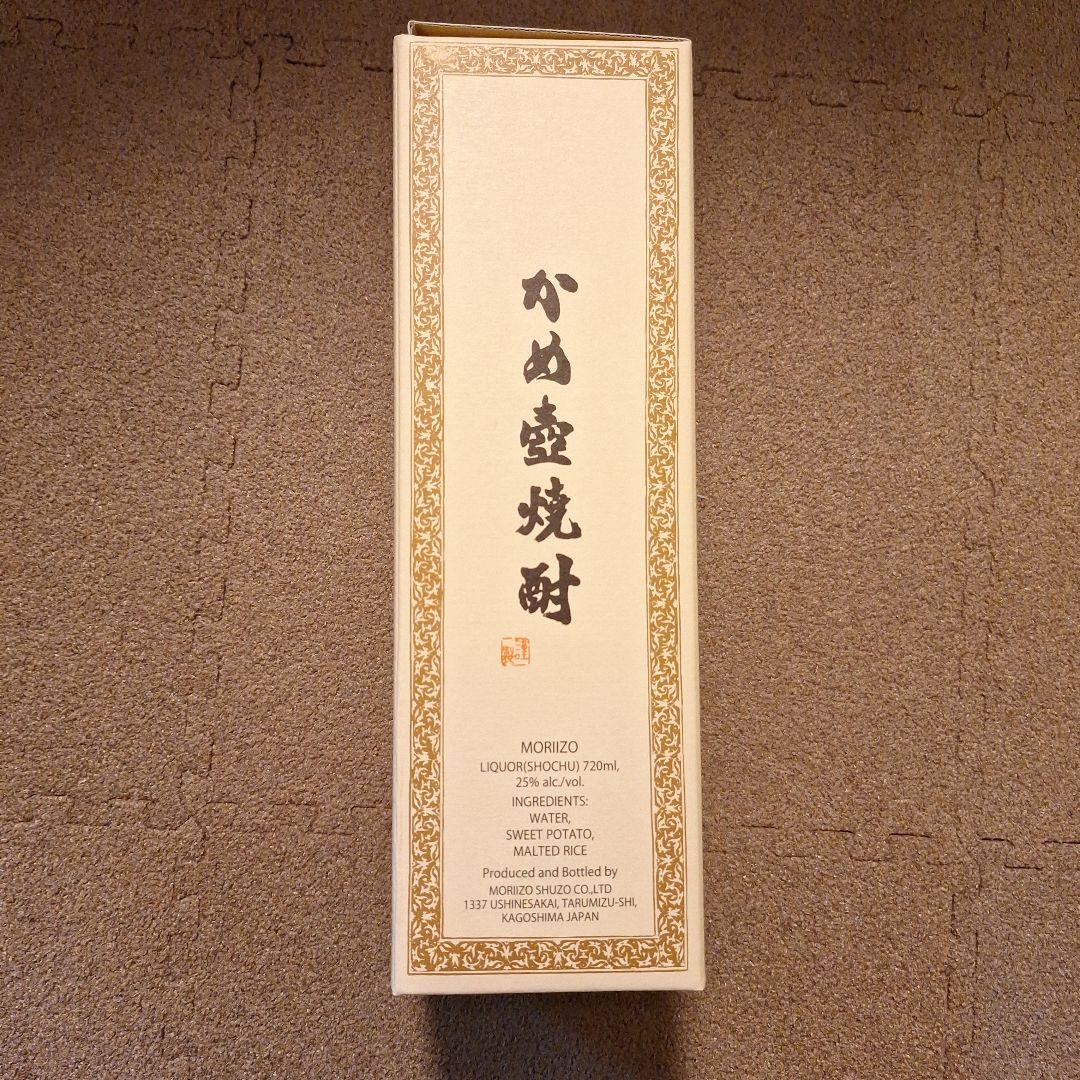 かめ壺焼酎
MORIIZO
LIQUOR(SHOCHU) 720ml,
25% alc./vol.
INGREDIENTS:
WATER,
SWEET POTATO,
MALTED RICE
Produced and Bottled by
MORIIZO SHUZO CO.,LTD
1337 USHINESAKAI, TARUMIZU-SHI,
KAGOSHIMA JAPAN